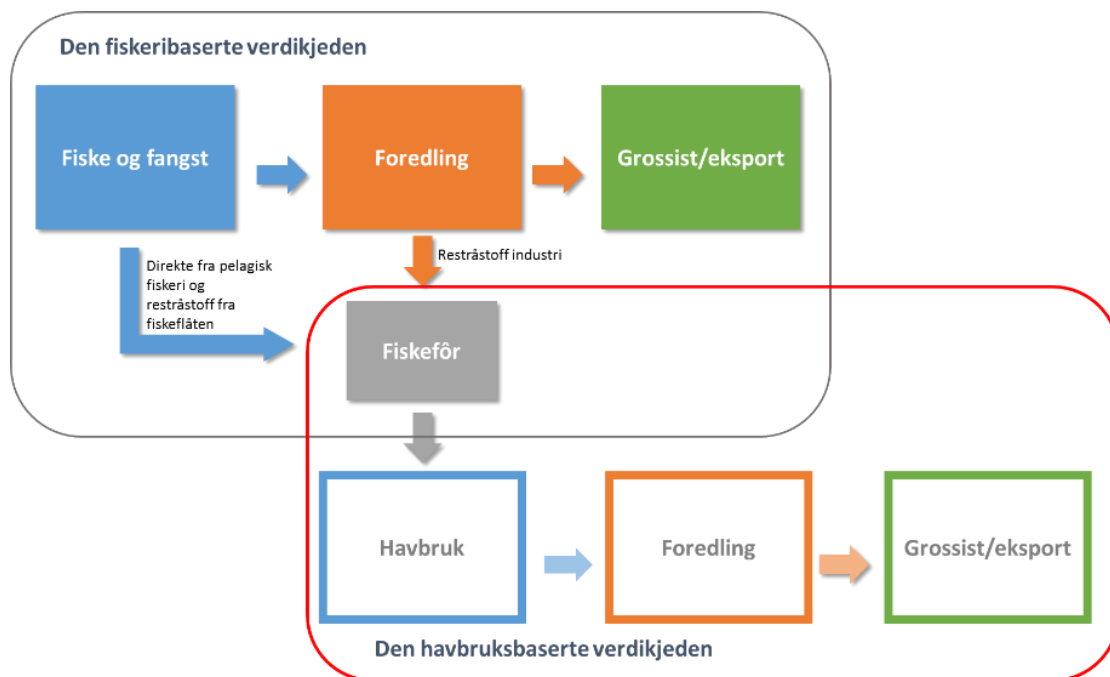 Den fiskeribaserte verdikjeden
Fiske og fangst
Foredling
Grossist/eksport
Direkte fra pelagisk
fiskeri og
restråstoff fra
fiskeflåten
Restråstoff industri
Fiskefôr
Havbruk
Foredling
Grossist/eksport
Den havbruksbaserte verdikjeden